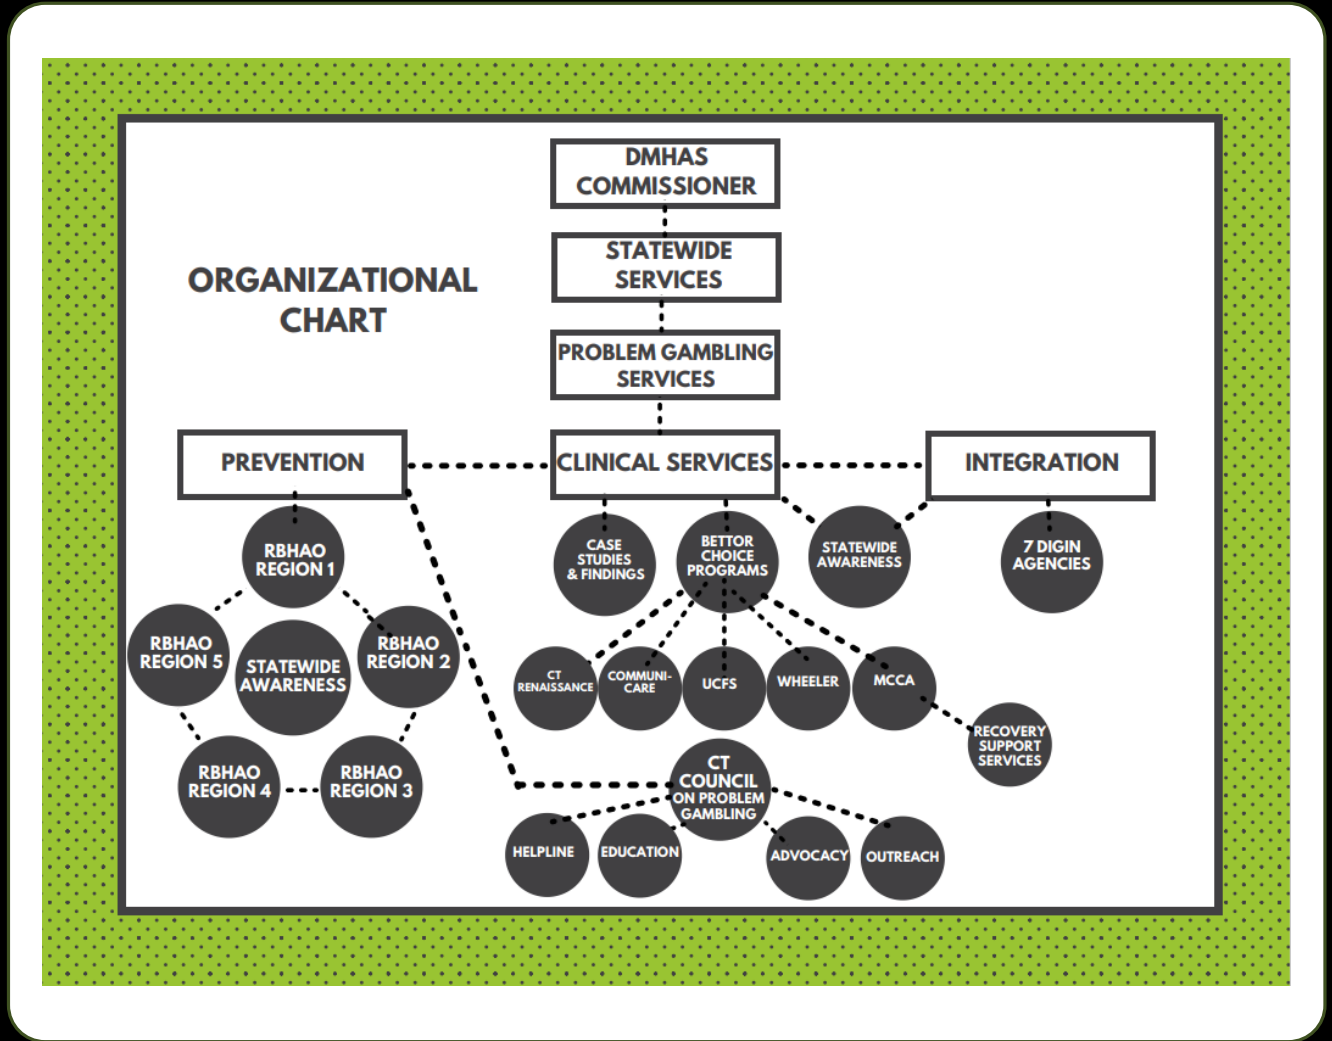 DMHAS
COMMISSIONER
STATEWIDE
SERVICES
ORGANIZATIONAL
CHART
PROBLEM GAMBLING
SERVICES
PREVENTION
CLINICAL SERVICES
INTEGRATION
RBHAO
REGION 1
CASE
STUDIES
& FINDINGS
BETTOR
CHOICE
PROGRAMS
STATEWIDE
AWARENESS
7 DIGIN
AGENCIES
RBHAO
REGION 5
STATEWIDE
AWARENESS
RBHAO
REGION 2
CT
RENAISSANCE
COMMUNI-
CARE
UCFS
WHEELER
MCCA
RECOVERY
SUPPORT
SERVICES
RBHAO
REGION 4
RBHAO
REGION 3
CT
COUNCIL
ON PROBLEM
GAMBLING
HELPLINE
EDUCATION
ADVOCACY
OUTREACH